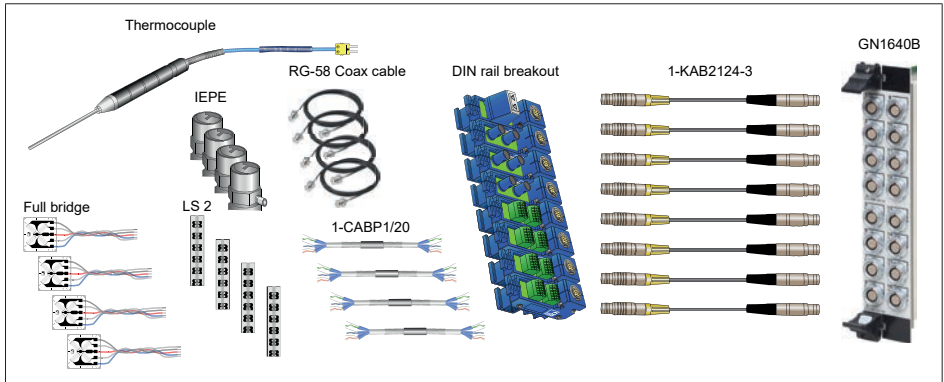 Thermocouple
GN1640B
RG-58 Coax cable
DIN rail breakout
1-KAB2124-3
IEPE
Full bridge
LS 2
1-CABP1/20